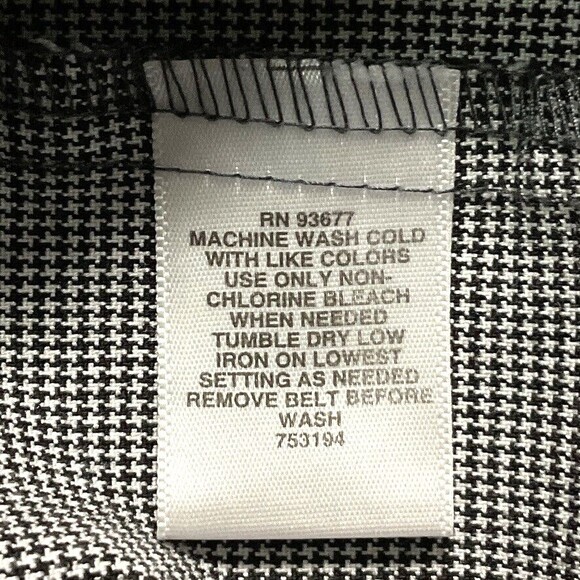 RN 93677
MACHINE WASH COLD
WITH LIKE COLORS
USE ONLY NON-
CHLORINE BLEACH
WHEN NEEDED
TUMBLE DRY LOW
IRON ON LOWEST
SETTING AS NEEDED
REMOVE BELT BEFORE
WASH
753194